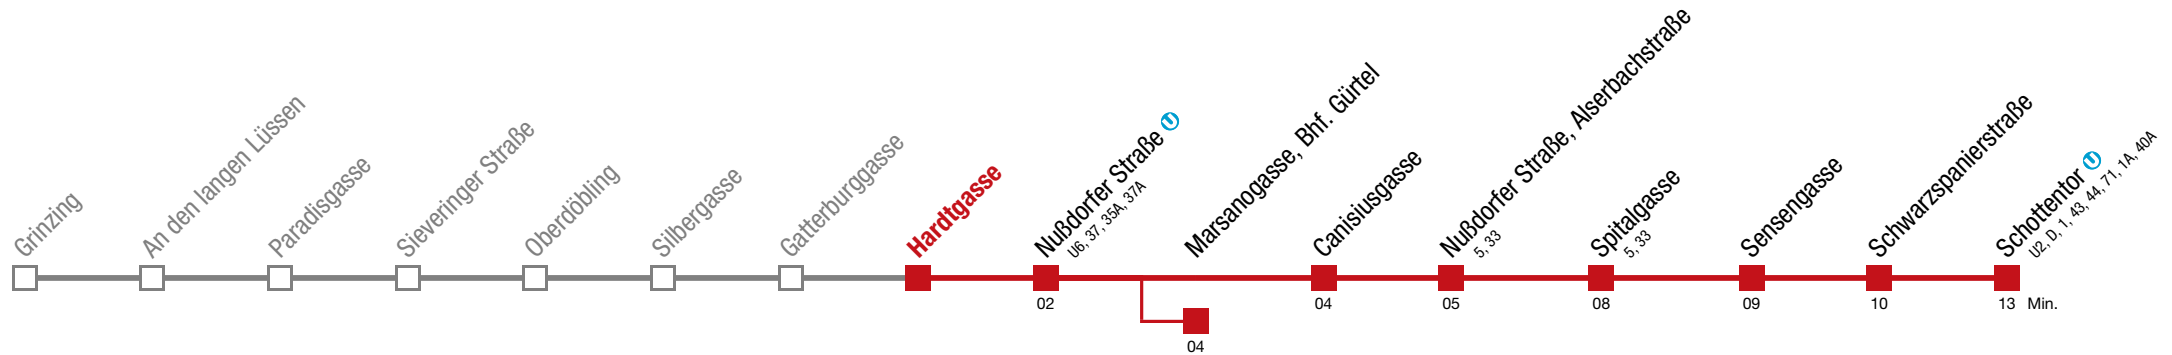 Grinzing
An den langen Lüssen
Paradisgasse
Sieveringer Straße
Oberdöbling
Silbergasse
Gatterburggasse
Hardtgasse
Nußdorfer Straße U
U6, 37, 35A, 37A
Marsanogasse, Bhf. Gürtel
Canisiusgasse
Nußdorfer Straße, Alserbachstraße
5, 33
Spitalgasse
5, 33
Sensengasse
Schwarzspanierstraße
Schottentor U
U2, D, 1, 43, 44, 71, 1A, 40A
02 04 05 08 09 10 13 Min.
04